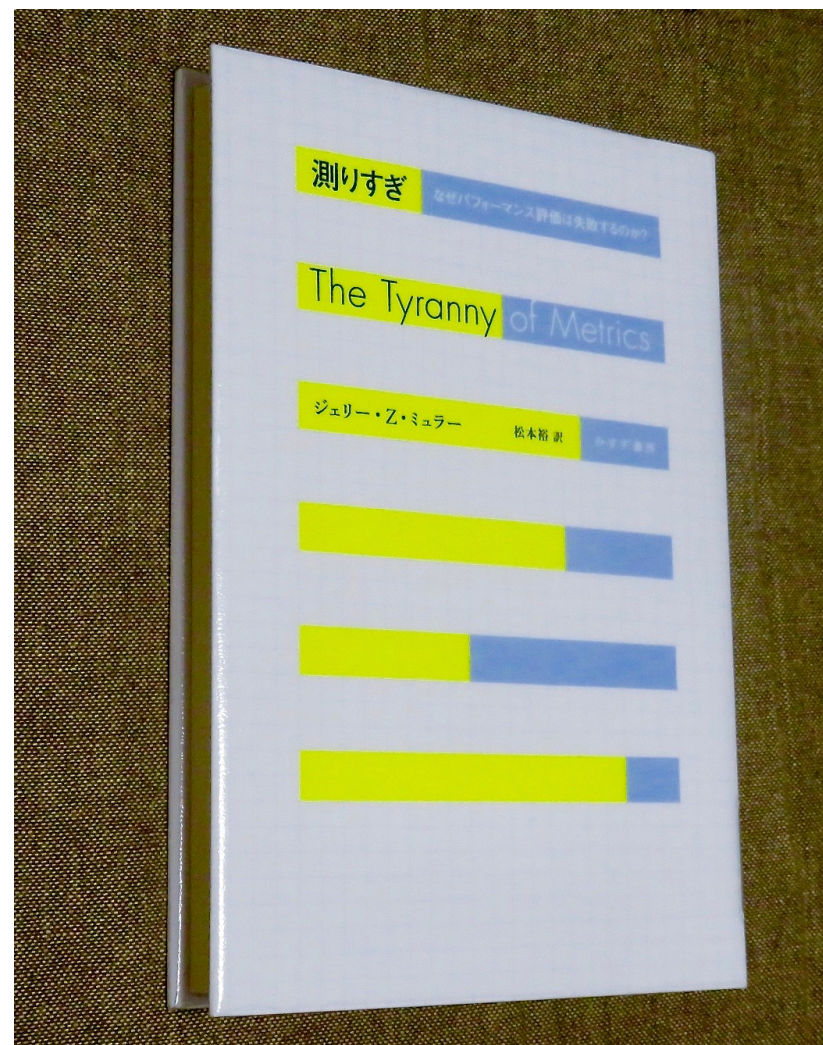 測りすぎ なぜパフォーマンス評価は失敗するのか?
The Tyranny of Metrics
ジェリー・Z・ミュラー 松本裕 訳 みすず書房